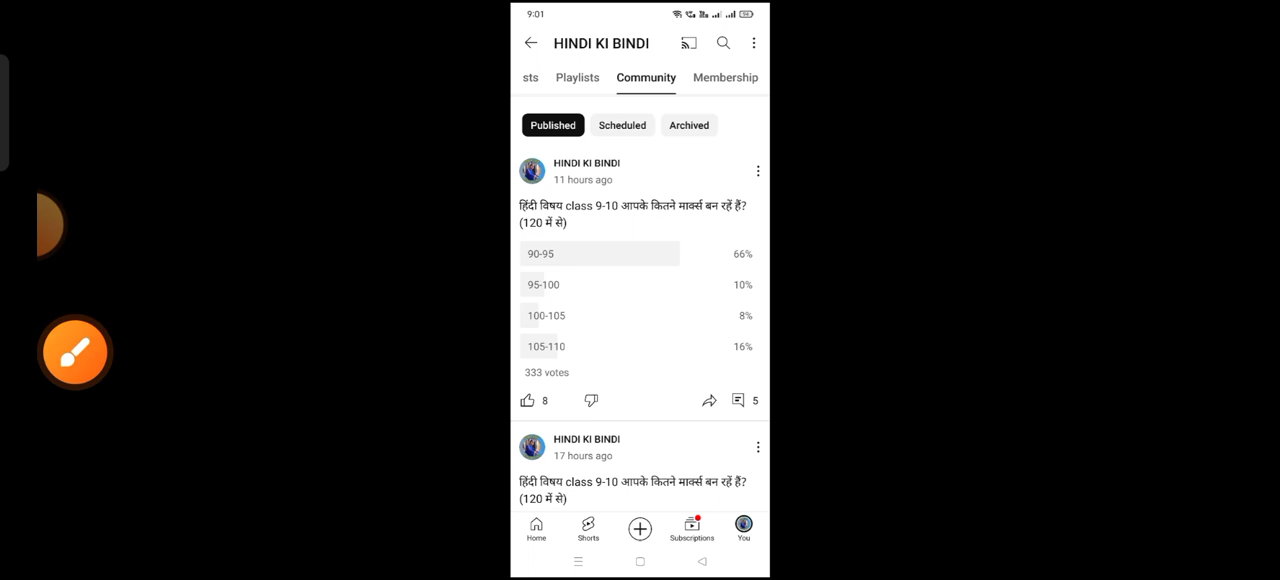 9:01
HINDI KI BINDI
sts Playlists Community Membership
Published Scheduled Archived
HINDI KI BINDI
11 hours ago
हिंदी विषय class 9-10 आपके कितने मार्क्स बन रहें हैं?
(120 में से)
90-95 66%
95-100 10%
100-105 8%
105-110 16%
333 votes
8 5
HINDI KI BINDI
17 hours ago
हिंदी विषय class 9-10 आपके कितने मार्क्स बन रहें हैं?
(120 में से)
Home Shorts Subscriptions You